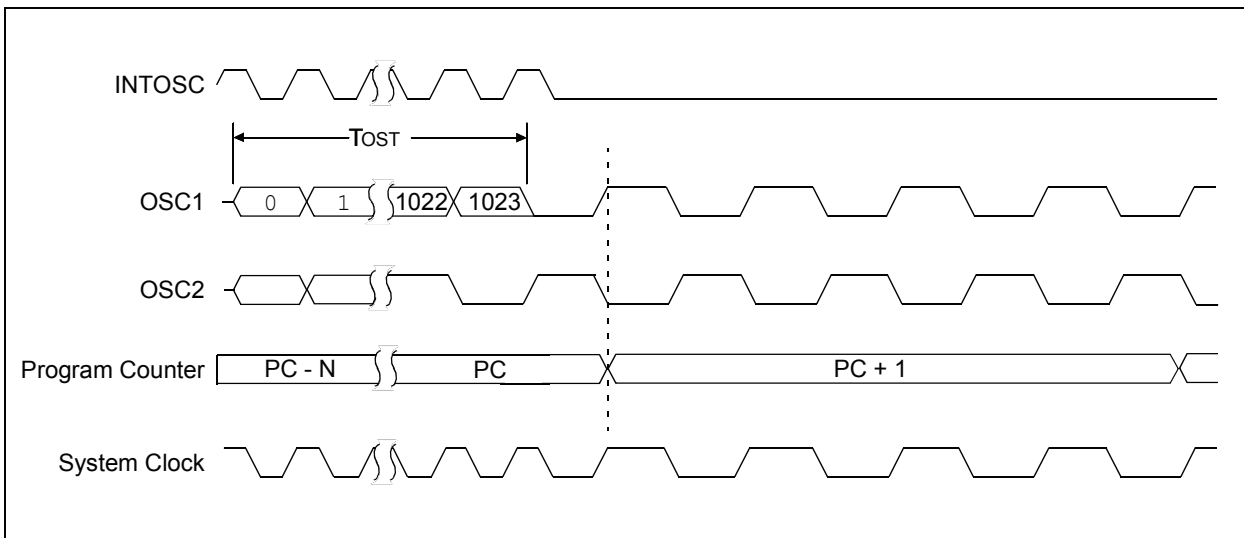 INTOSC
TOST
OSC1 0 1 1022 1023
OSC2
Program Counter PC - N PC PC + 1
System Clock